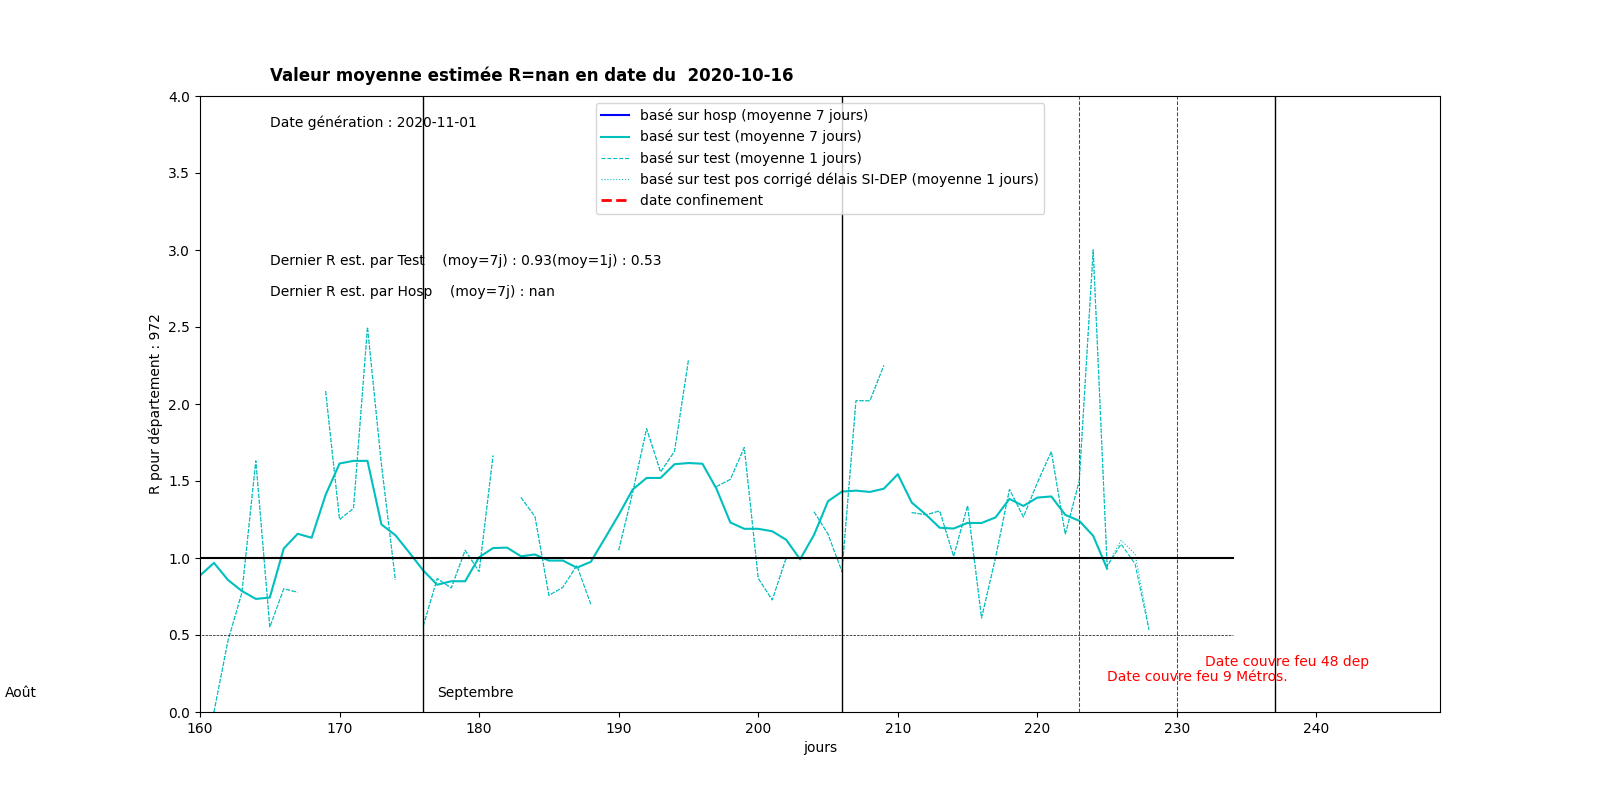 Valeur moyenne estimée R=nan en date du  2020-10-16
4.0
Date génération : 2020-11-01
basé sur hosp (moyenne 7 jours)
basé sur test (moyenne 7 jours)
basé sur test (moyenne 1 jours)
basé sur test pos corrigé délais SI-DEP (moyenne 1 jours)
date confinement
3.5
3.0
Dernier R est. par Test    (moy=7j) : 0.93(moy=1j) : 0.53
Dernier R est. par Hosp    (moy=7j) : nan
2.5
R pour département : 972
2.0
1.5
1.0
0.5
Date couvre feu 48 dep
Date couvre feu 9 Métros.
Août
Septembre
0.0
160 170 180 190 200 210 220 230 240
jours